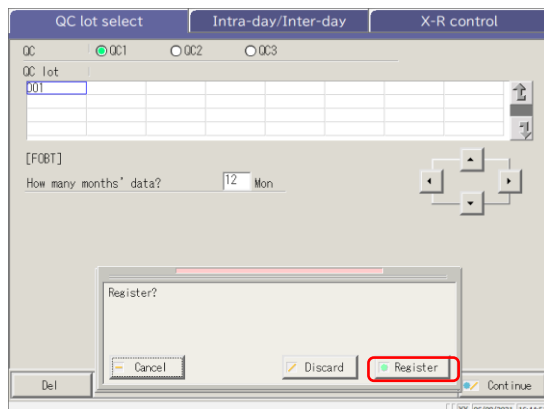 QC lot select Intra-day/Inter-day X-R control
QC QC1 QC2 QC3
QC lot
001
[FOBT]
How many months' data? 12 Mon
Register?
Cancel Discard Register
Del Continue